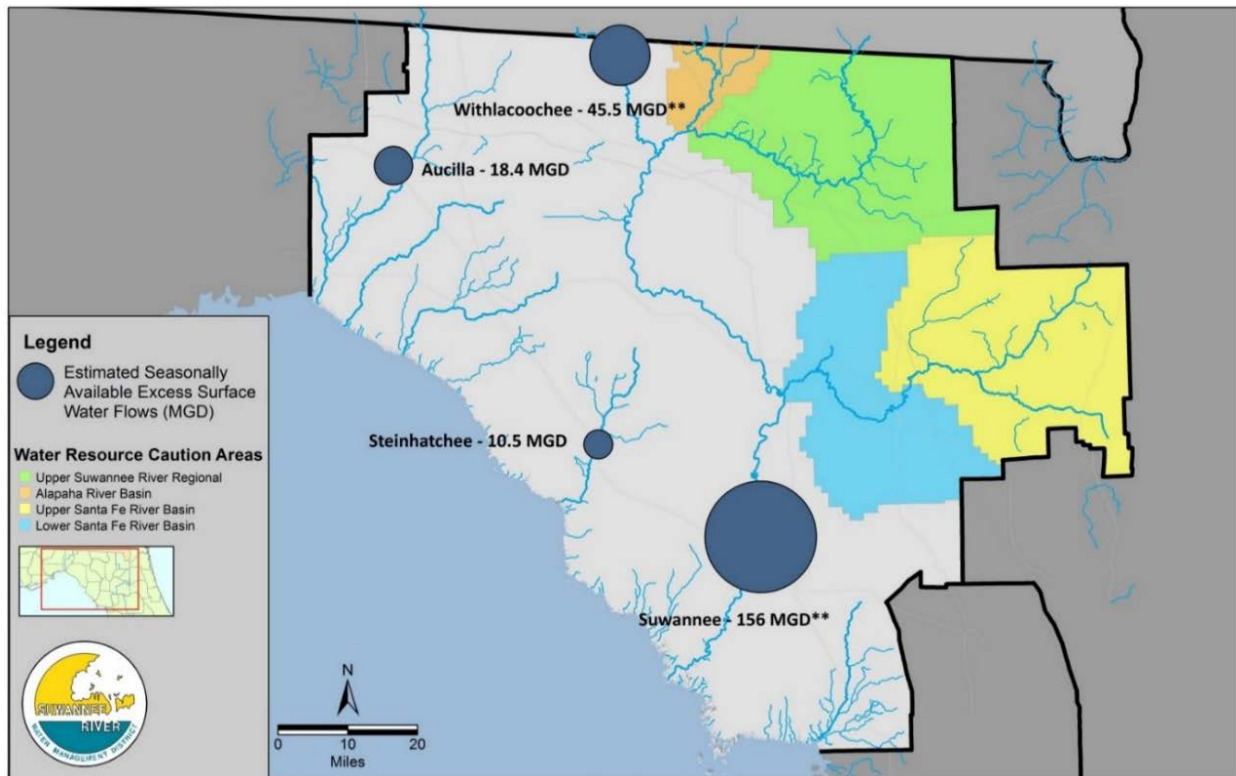 Withlacoochee - 45.5 MGD**
Aucilla - 18.4 MGD
Steinhatchee - 10.5 MGD
Suwannee - 156 MGD**
Legend
Estimated Seasonally
Available Excess Surface
Water Flows (MGD)
Water Resource Caution Areas
Upper Suwannee River Regional
Alapaha River Basin
Upper Santa Fe River Basin
Lower Santa Fe River Basin
SUWANNEE
RIVER
WATER MANAGEMENT DISTRICT
N
0 10 20
Miles